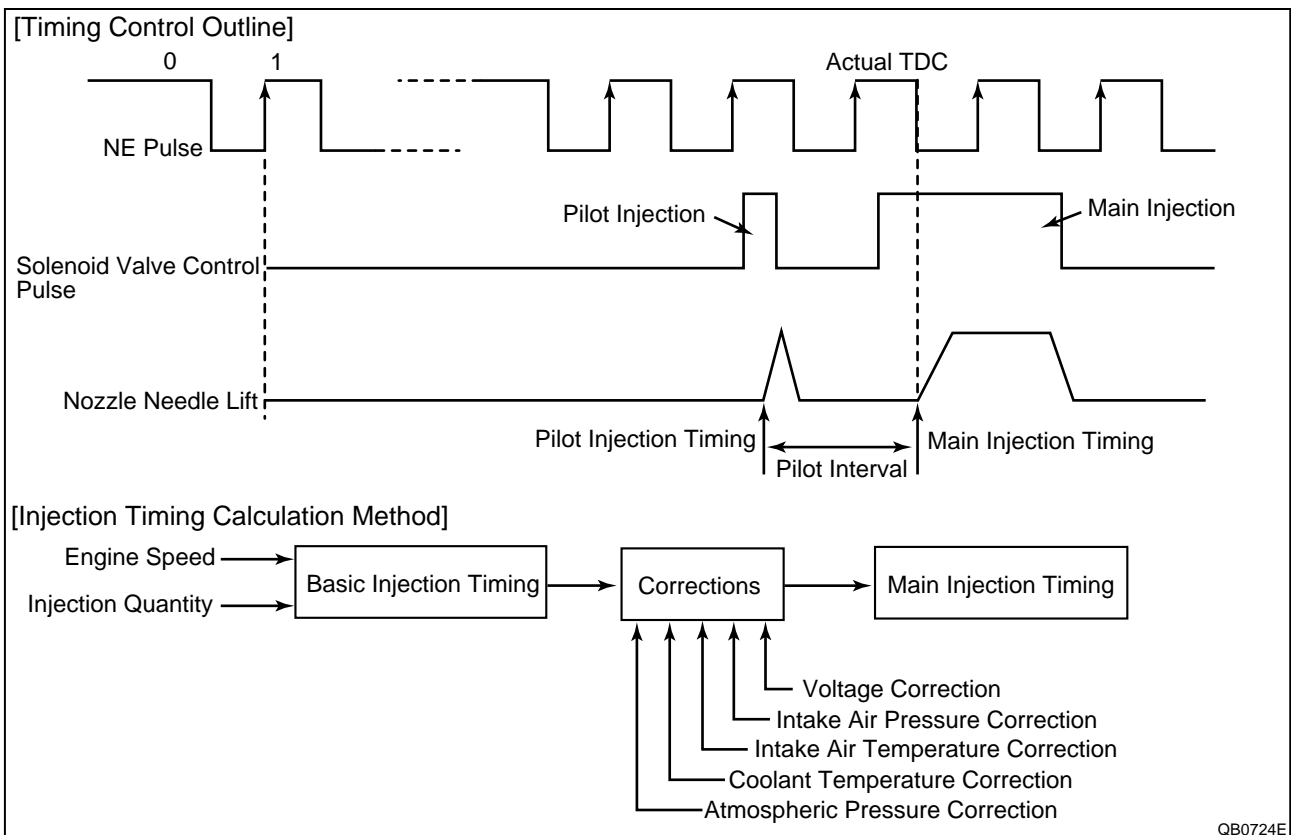 [Timing Control Outline]
0 1 Actual TDC
NE Pulse
Pilot Injection
Main Injection
Solenoid Valve Control
Pulse
Nozzle Needle Lift
Pilot Injection Timing
Main Injection Timing
Pilot Interval
[Injection Timing Calculation Method]
Engine Speed
Injection Quantity
Basic Injection Timing
Corrections
Main Injection Timing
Voltage Correction
Intake Air Pressure Correction
Intake Air Temperature Correction
Coolant Temperature Correction
Atmospheric Pressure Correction
QB0724E